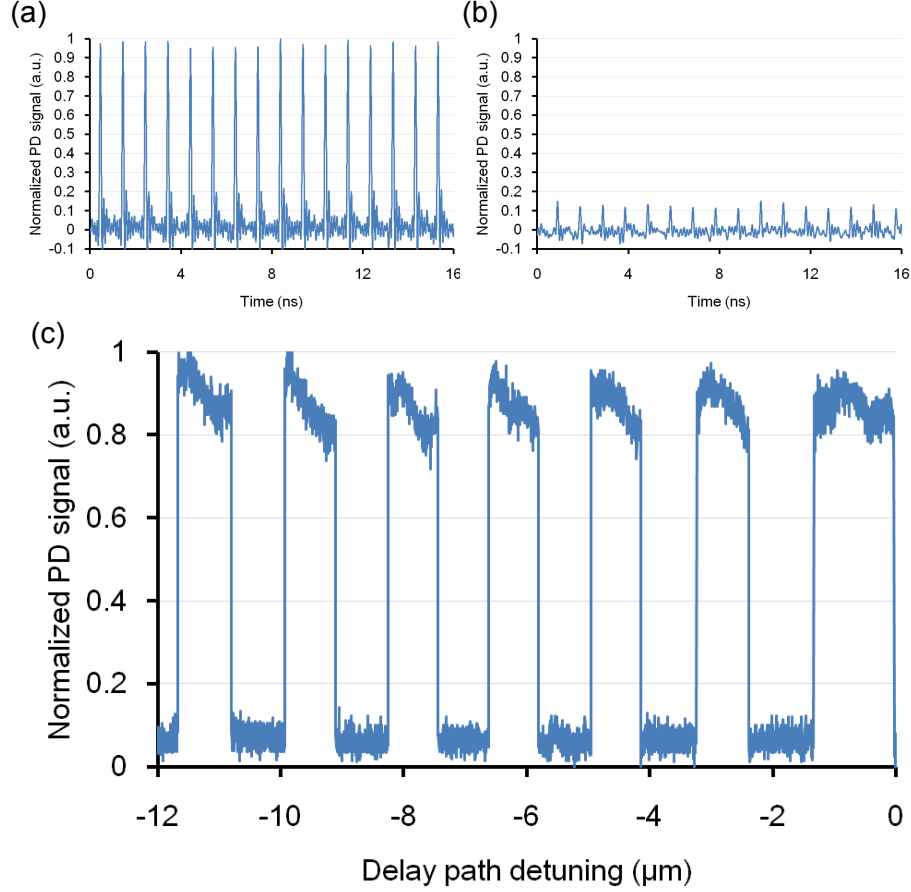 (a)
Normalized PD signal (a.u.)
1
0.9
0.8
0.7
0.6
0.5
0.4
0.3
0.2
0.1
0
-0.1
0 4 8 12 16
Time (ns)
(b)
Normalized PD signal (a.u.)
1
0.9
0.8
0.7
0.6
0.5
0.4
0.3
0.2
0.1
0
-0.1
0 4 8 12 16
Time (ns)
(c)
Normalized PD signal (a.u.)
1
0.8
0.6
0.4
0.2
0
-12 -10 -8 -6 -4 -2 0
Delay path detuning (µm)